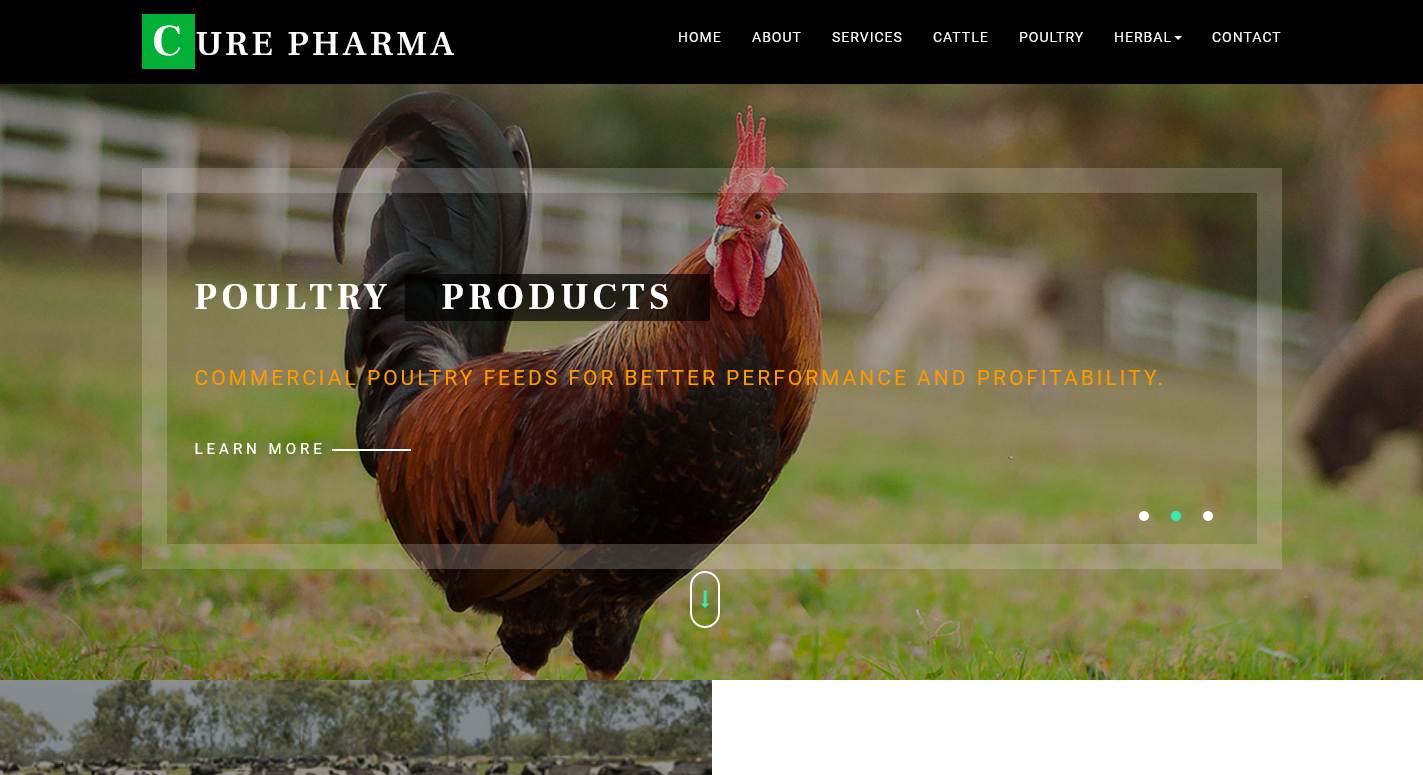 CURE PHARMA
HOME ABOUT SERVICES CATTLE POULTRY HERBAL CONTACT
POULTRY PRODUCTS
COMMERCIAL POULTRY FEEDS FOR BETTER PERFORMANCE AND PROFITABILITY.
LEARN MORE